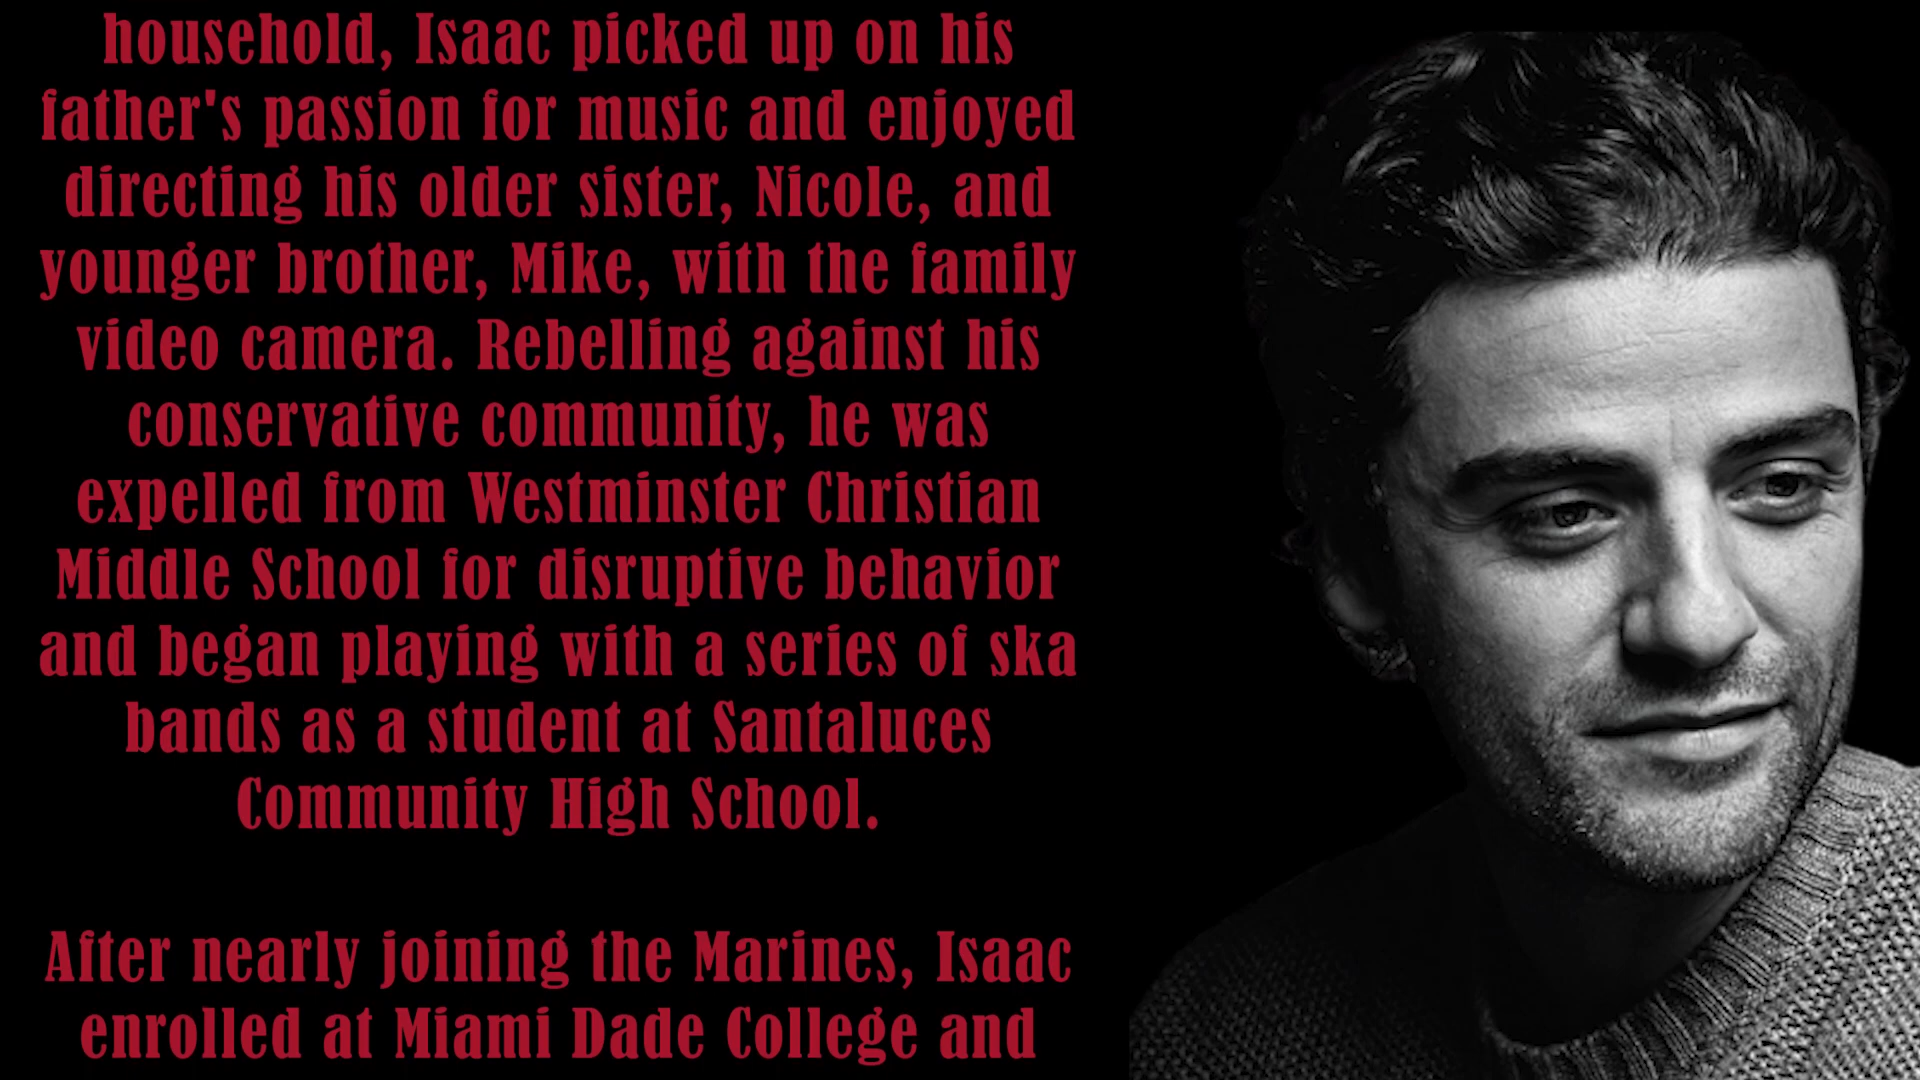 household, Isaac picked up on his
father's passion for music and enjoyed
directing his older sister, Nicole, and
younger brother, Mike, with the family
video camera. Rebelling against his
conservative community, he was
expelled from Westminster Christian
Middle School for disruptive behavior
and began playing with a series of ska
bands as a student at Santaluces
Community High School.
After nearly joining the Marines, Isaac
enrolled at Miami Dade College and